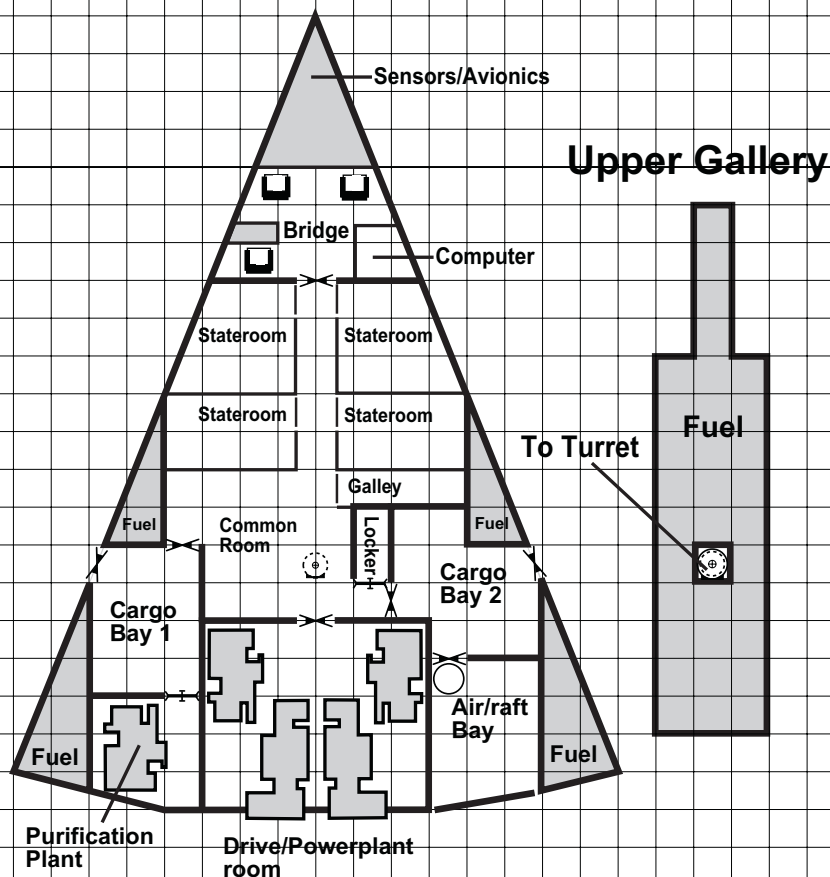 Sensors/Avionics
Upper Gallery
Bridge
Computer
Stateroom
Stateroom
Stateroom
Stateroom
Fuel
To Turret
Galley
Fuel
Common
Room
Locker
Fuel
Cargo
Bay 2
Cargo
Bay 1
Air/raft
Bay
Fuel
Fuel
Purification
Plant
Drive/Powerplant
room